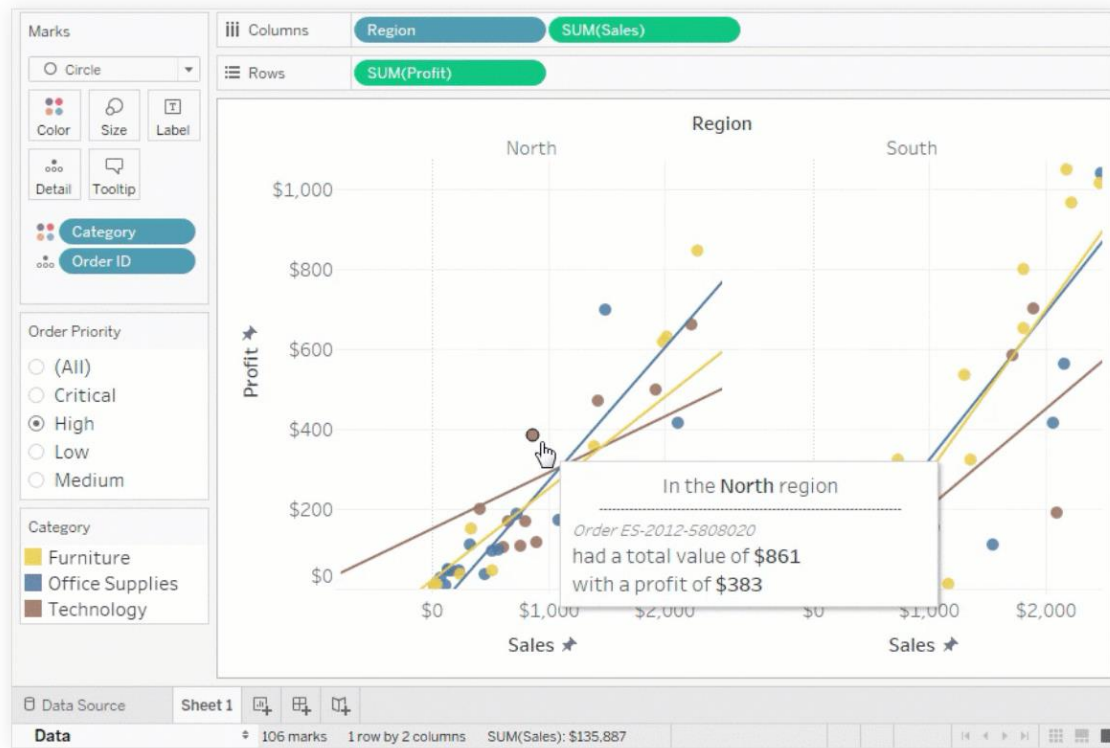 Marks
Circle
Color Size Label
Detail Tooltip
Category
Order ID
Order Priority
(All)
Critical
High
Low
Medium
Category
Furniture
Office Supplies
Technology
Columns Region SUM(Sales)
Rows SUM(Profit)
Region
North South
Profit
$1,000
$800
$600
$400
$200
$0
In the North region
Order ES-2012-5808020
had a total value of $861
with a profit of $383
$0 $1,000 $2,000 $0 $1,000 $2,000
Sales Sales
Data Source Sheet 1
Data 106 marks 1 row by 2 columns SUM(Sales): $135,887